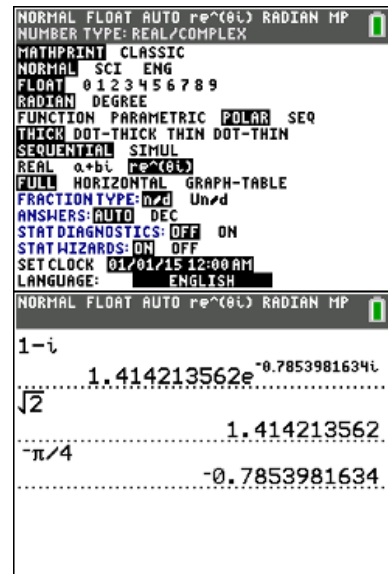 NORMAL FLOAT AUTO re^(θi) RADIAN MP
NUMBER TYPE: REAL/COMPLEX
MATHPRINT CLASSIC
NORMAL SCI ENG
FLOAT 0 1 2 3 4 5 6 7 8 9
RADIAN DEGREE
FUNCTION PARAMETRIC POLAR SEQ
THICK DOT-THICK THIN DOT-THIN
SEQUENTIAL SIMUL
REAL a+bi re^(θi)
FULL HORIZONTAL GRAPH-TABLE
FRACTION TYPE: n/d Un/d
ANSWERS: AUTO DEC
STAT DIAGNOSTICS: OFF ON
STAT WIZARDS: ON OFF
SET CLOCK 01/01/15 12:00 AM
LANGUAGE: ENGLISH
NORMAL FLOAT AUTO re^(θi) RADIAN MP
1-i
1.414213562e^-0.7853981634i
√2
1.414213562
-π/4
-0.7853981634